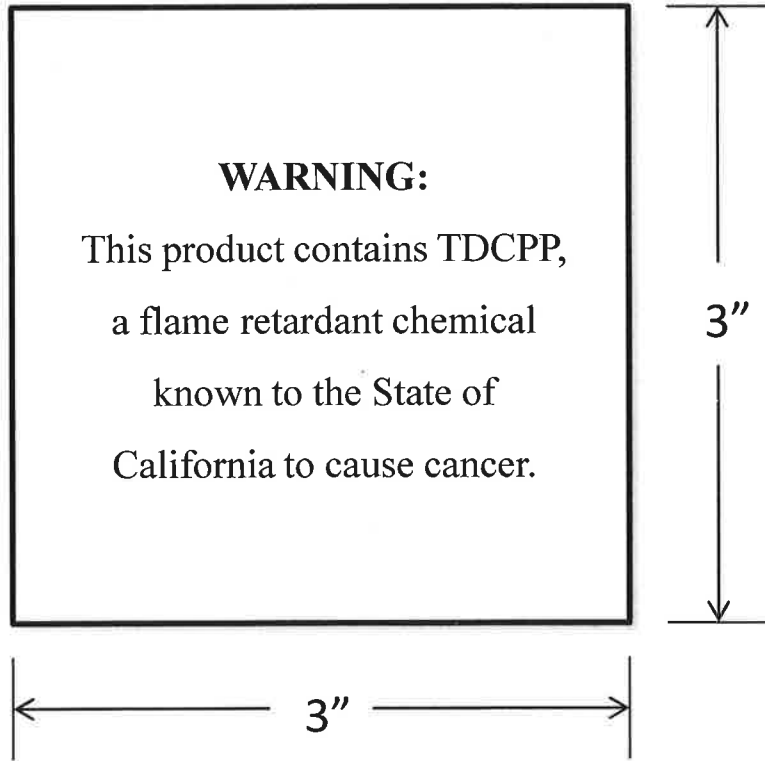 WARNING:
This product contains TDCPP,
a flame retardant chemical
known to the State of
California to cause cancer.
3”
3”